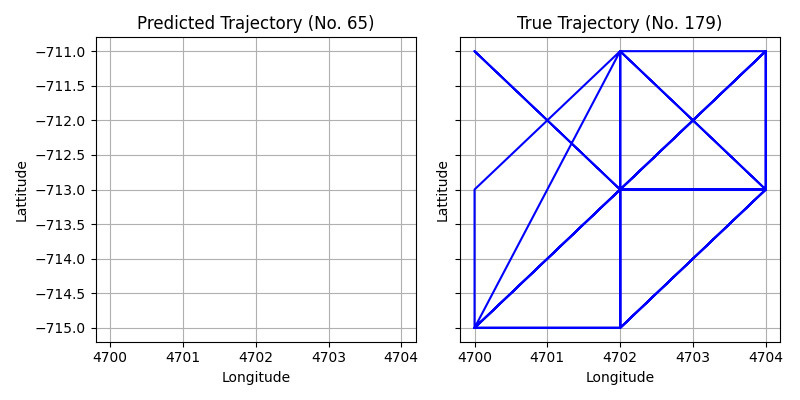 Predicted Trajectory (No. 65)
True Trajectory (No. 179)
Lattitude
−711.0
−711.5
−712.0
−712.5
−713.0
−713.5
−714.0
−714.5
−715.0
4700 4701 4702 4703 4704
Longitude
Lattitude
4700 4701 4702 4703 4704
Longitude